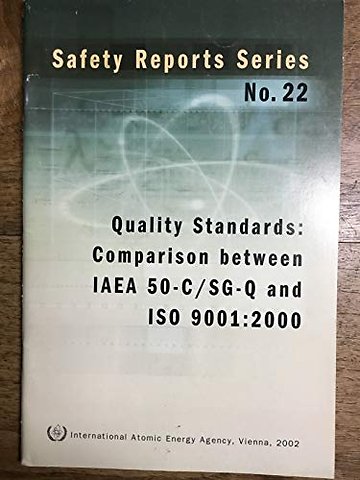 Safety Reports Series
No. 22
Quality Standards:
Comparison between
IAEA 50-C/SG-Q and
ISO 9001:2000
International Atomic Energy Agency, Vienna, 2002